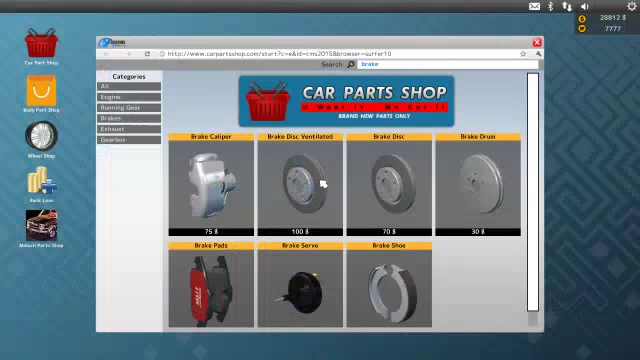 28812 $
7777
http://www.carpartsshop.com/start?c=e&id=cms2015&browser=surfer10
Search
brake
Categories
All
Engine
Running Gear
Brakes
Exhaust
Gearbox
CAR PARTS SHOP
U Want It We Got It
BRAND NEW PARTS ONLY
Brake Caliper
Brake Disc Ventilated
Brake Disc
Brake Drum
75 $
100 $
70 $
30 $
Brake Pads
Brake Servo
Brake Shoe
Car Part Shop
Body Part Shop
Wheel Shop
Bank Loan